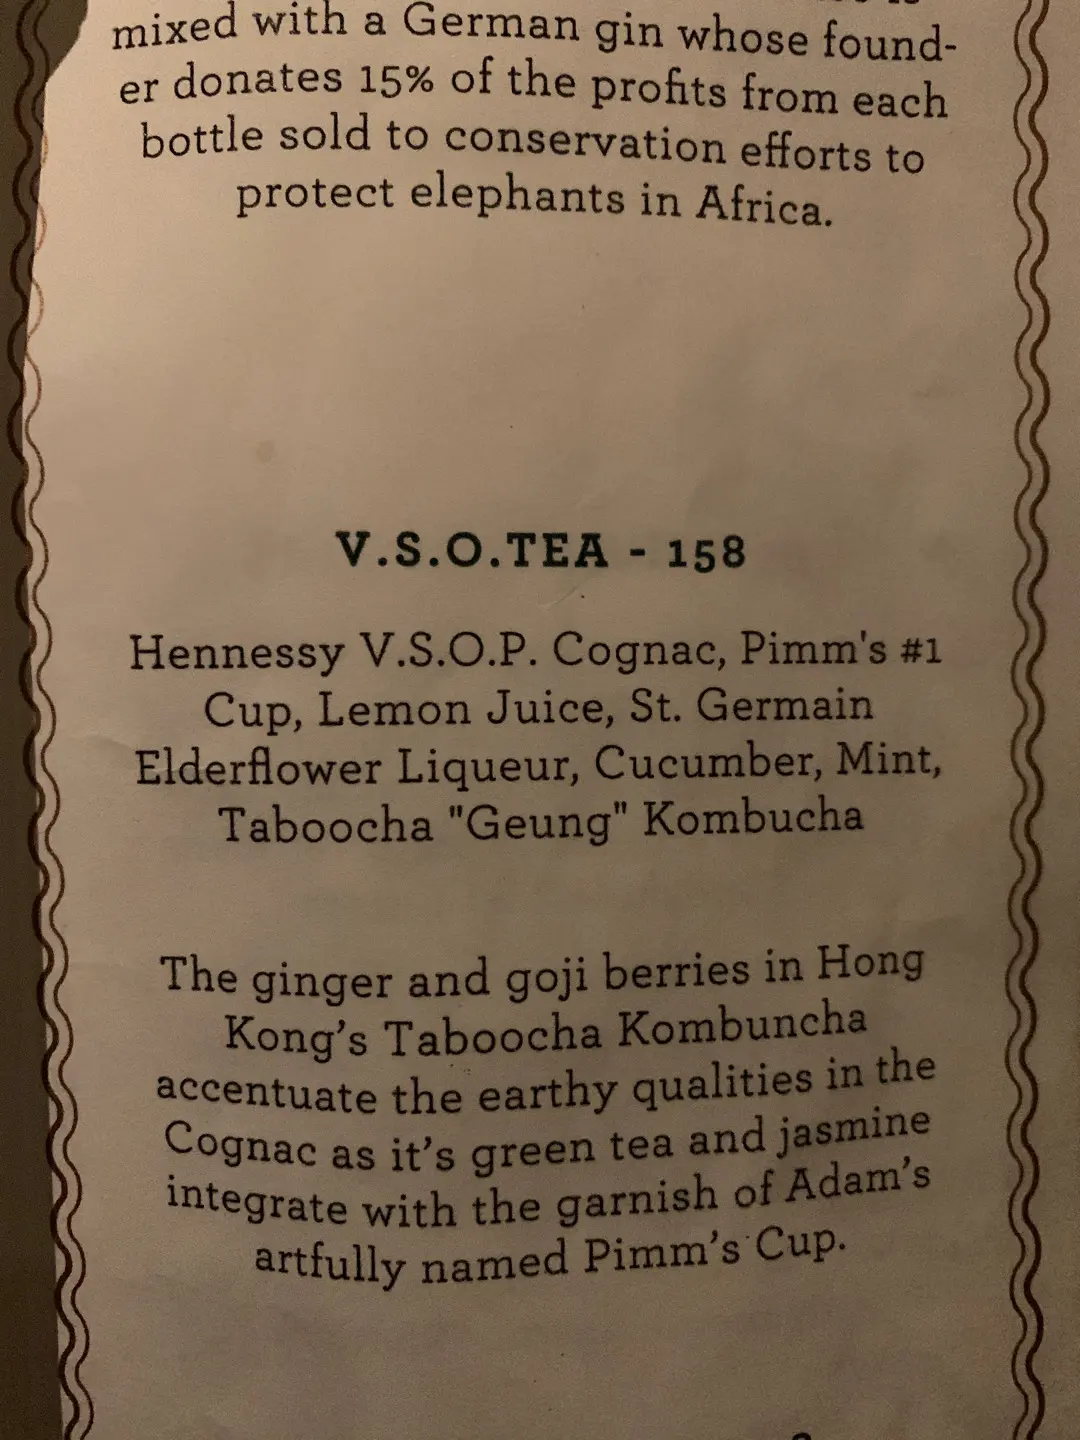 mixed with a German gin whose found-
er donates 15% of the profits from each
bottle sold to conservation efforts to
protect elephants in Africa.
V.S.O.TEA - 158
Hennessy V.S.O.P. Cognac, Pimm's #1
Cup, Lemon Juice, St. Germain
Elderflower Liqueur, Cucumber, Mint,
Taboocha "Geung" Kombucha
The ginger and goji berries in Hong
Kong's Taboocha Kombuncha
accentuate the earthy qualities in the
Cognac as it's green tea and jasmine
integrate with the garnish of Adam's
artfully named Pimm's Cup.